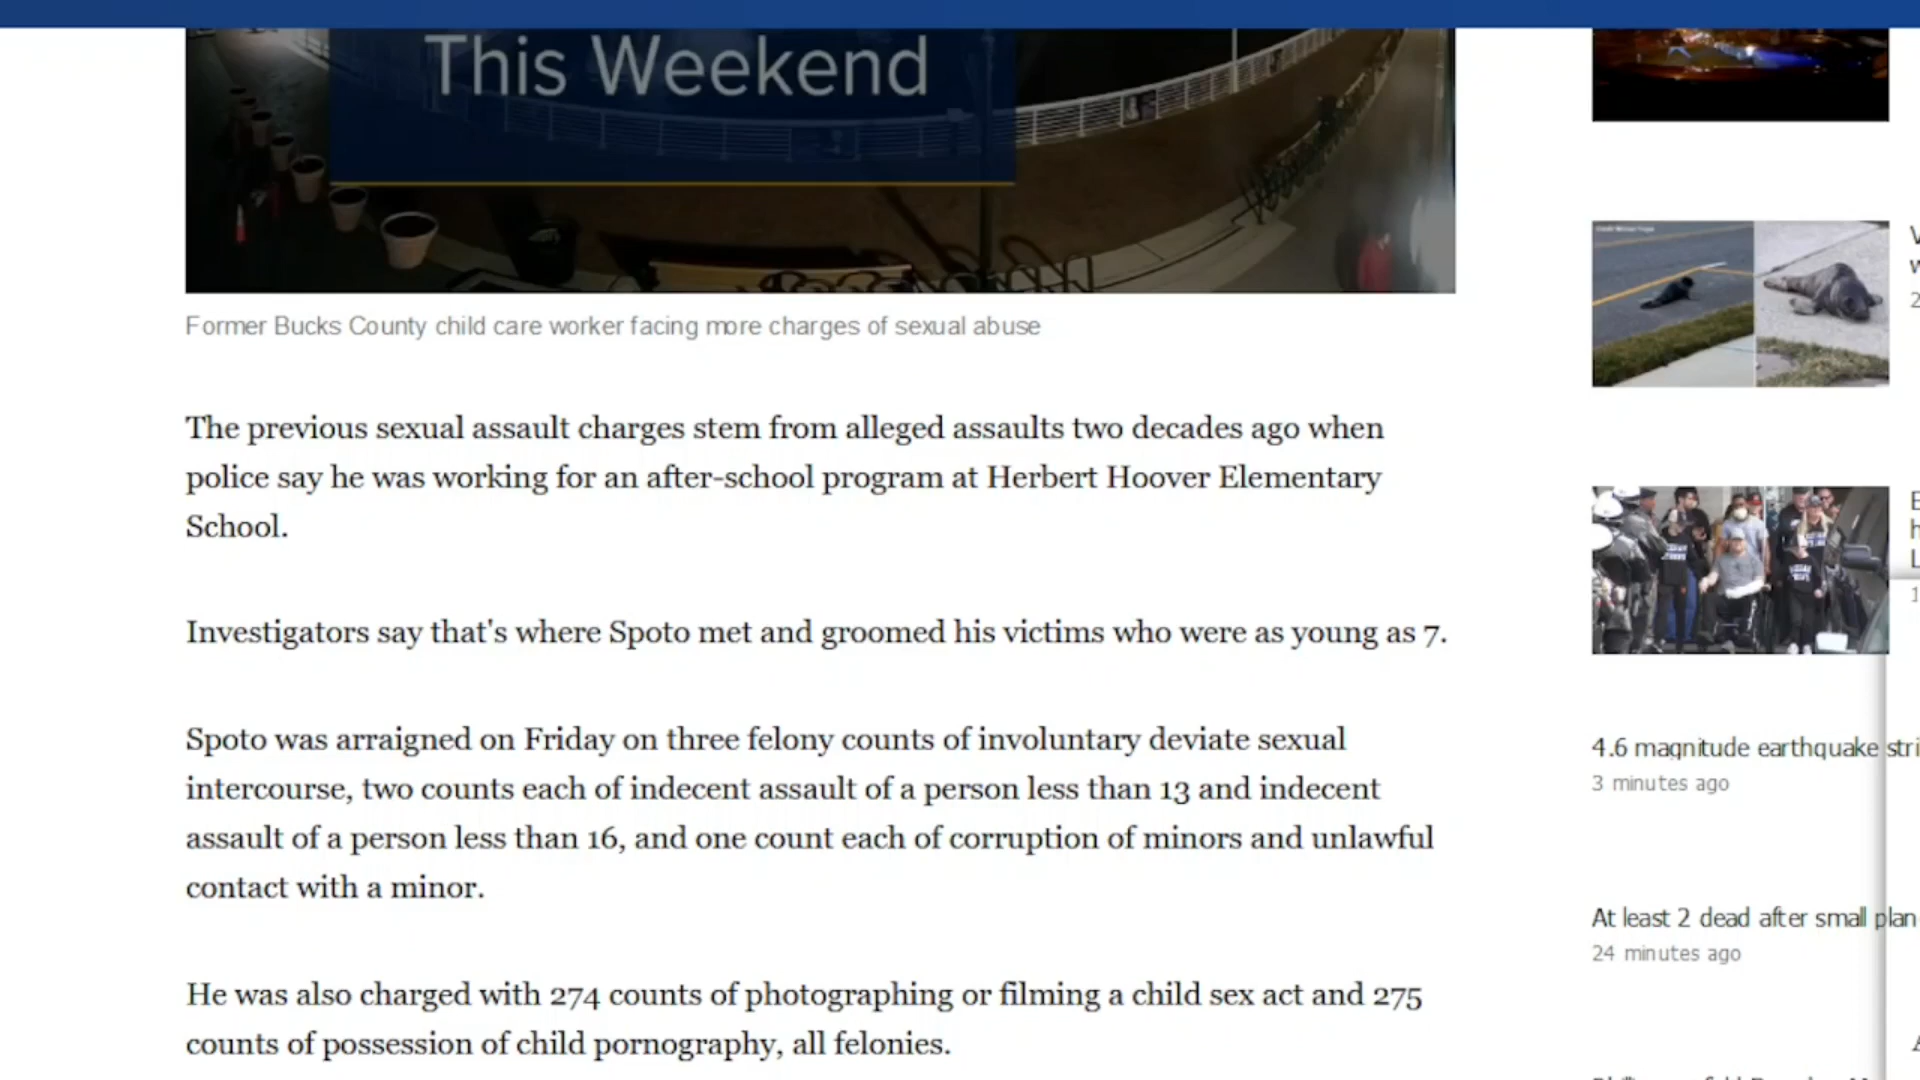 This Weekend
Former Bucks County child care worker facing more charges of sexual abuse
The previous sexual assault charges stem from alleged assaults two decades ago when
police say he was working for an after-school program at Herbert Hoover Elementary
School.
Investigators say that's where Spoto met and groomed his victims who were as young as 7.
Spoto was arraigned on Friday on three felony counts of involuntary deviate sexual
intercourse, two counts each of indecent assault of a person less than 13 and indecent
assault of a person less than 16, and one count each of corruption of minors and unlawful
contact with a minor.
He was also charged with 274 counts of photographing or filming a child sex act and 275
counts of possession of child pornography, all felonies.
4.6 magnitude earthquake stri
3 minutes ago
At least 2 dead after small plan
24 minutes ago